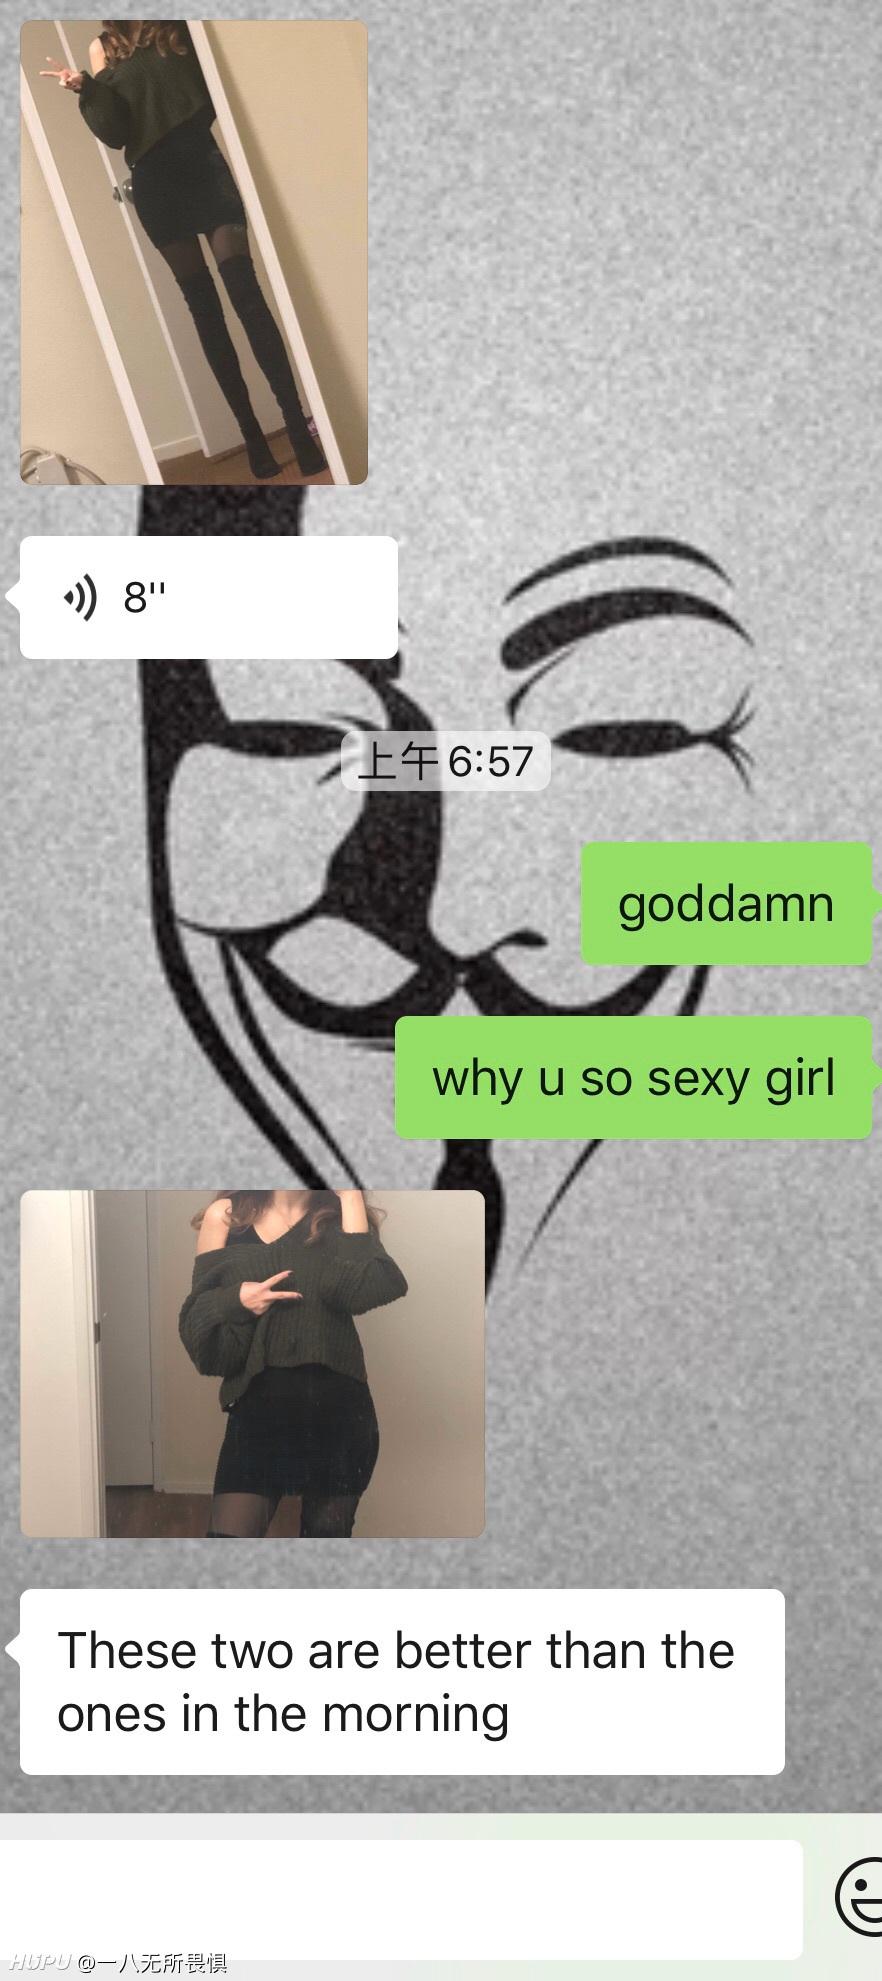 8''
上午6:57
goddamn
why u so sexy girl
These two are better than the
ones in the morning
HUPU @一八无所畏惧